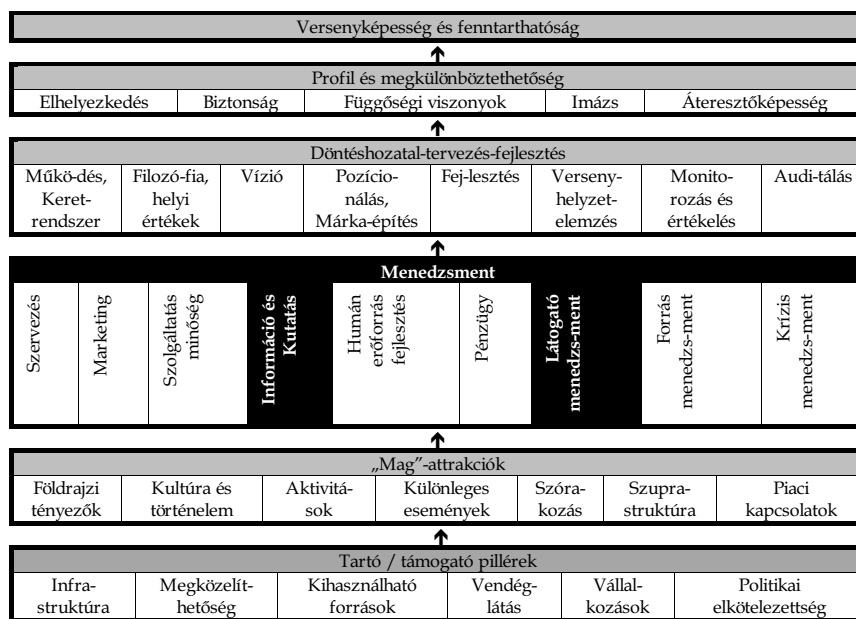 Versenyképesség és fenntarthatóság
Profil és megkülönböztethetőség
Elhelyezkedés
Biztonság
Függőségi viszonyok
Imázs
Áteresztőképesség
Döntéshozatal-tervezés-fejlesztés
Műkö-dés,
Keret-
rendszer
Filozó-fia,
helyi
értékek
Vízió
Pozício-
nálás,
Márka-építés
Fej-lesztés
Verseny-
helyzet-
elemzés
Monito-
rozás és
értékelés
Audi-tálás
Menedzsment
Szervezés
Marketing
Szolgáltatás
minőség
Információ és
Kutatás
Humán
erőforrás
fejlesztés
Pénzügy
Látogató
menedzs-ment
Forrás
menedzs-ment
Krízis
menedzs-ment
„Mag”-attrakciók
Földrajzi
tényezők
Kultúra és
történelem
Aktivitá-
sok
Különleges
események
Szóra-
kozás
Szupra-
struktúra
Piaci
kapcsolatok
Tartó / támogató pillérek
Infra-
struktúra
Megközelít-
hetőség
Kihasználható
források
Vendég-
látás
Vállal-
kozások
Politikai
elkötelezettség